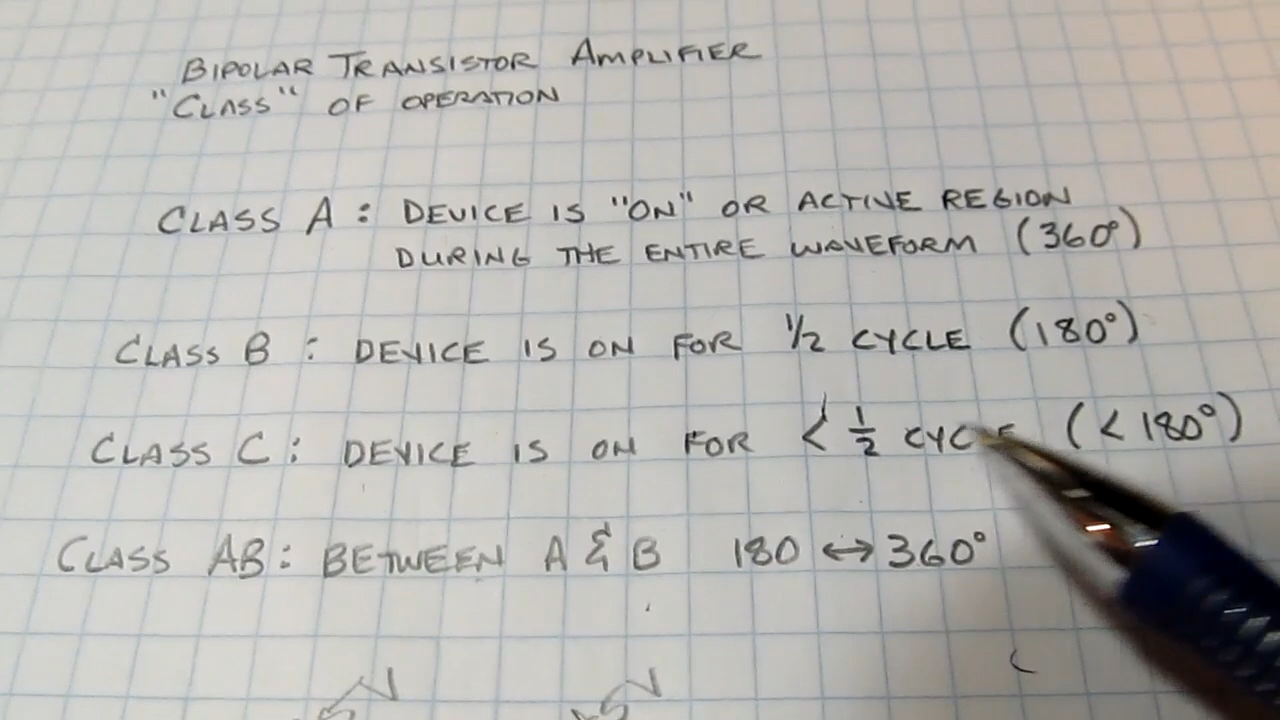 BIPOLAR TRANSISTOR AMPLIFIER
"CLASS" OF OPERATION
CLASS A : DEVICE IS "ON" OR ACTIVE REGION
DURING THE ENTIRE WAVEFORM (360°)
CLASS B : DEVICE IS ON FOR 1/2 CYCLE (180°)
CLASS C : DEVICE IS ON FOR < 1/2 CYCLE (< 180°)
CLASS AB : BETWEEN A & B 180 ↔ 360°